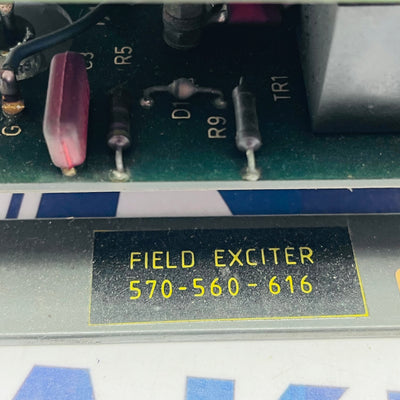 C3
R5
D1
R9
TR1
G
FIELD EXCITER
570-560-616